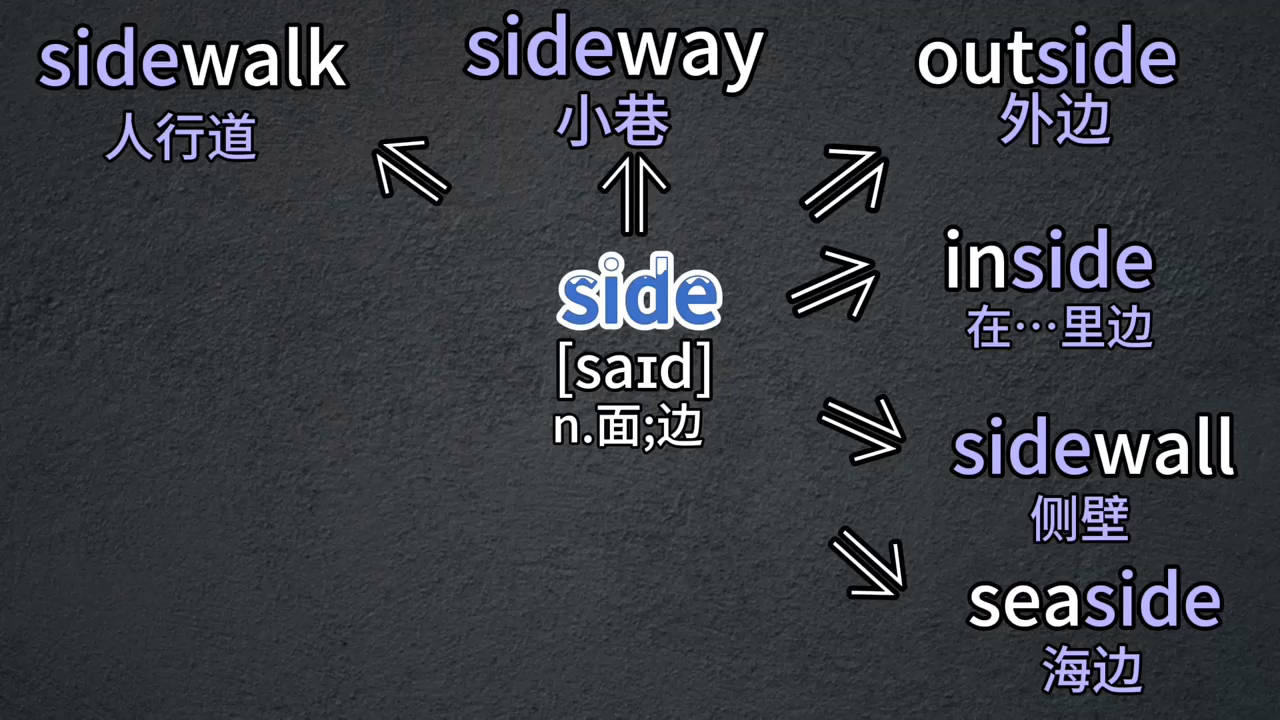 sidewalk
人行道
sideway
小巷
outside
外边
side
[saɪd]
n.面;边
inside
在…里边
sidewall
侧壁
seaside
海边